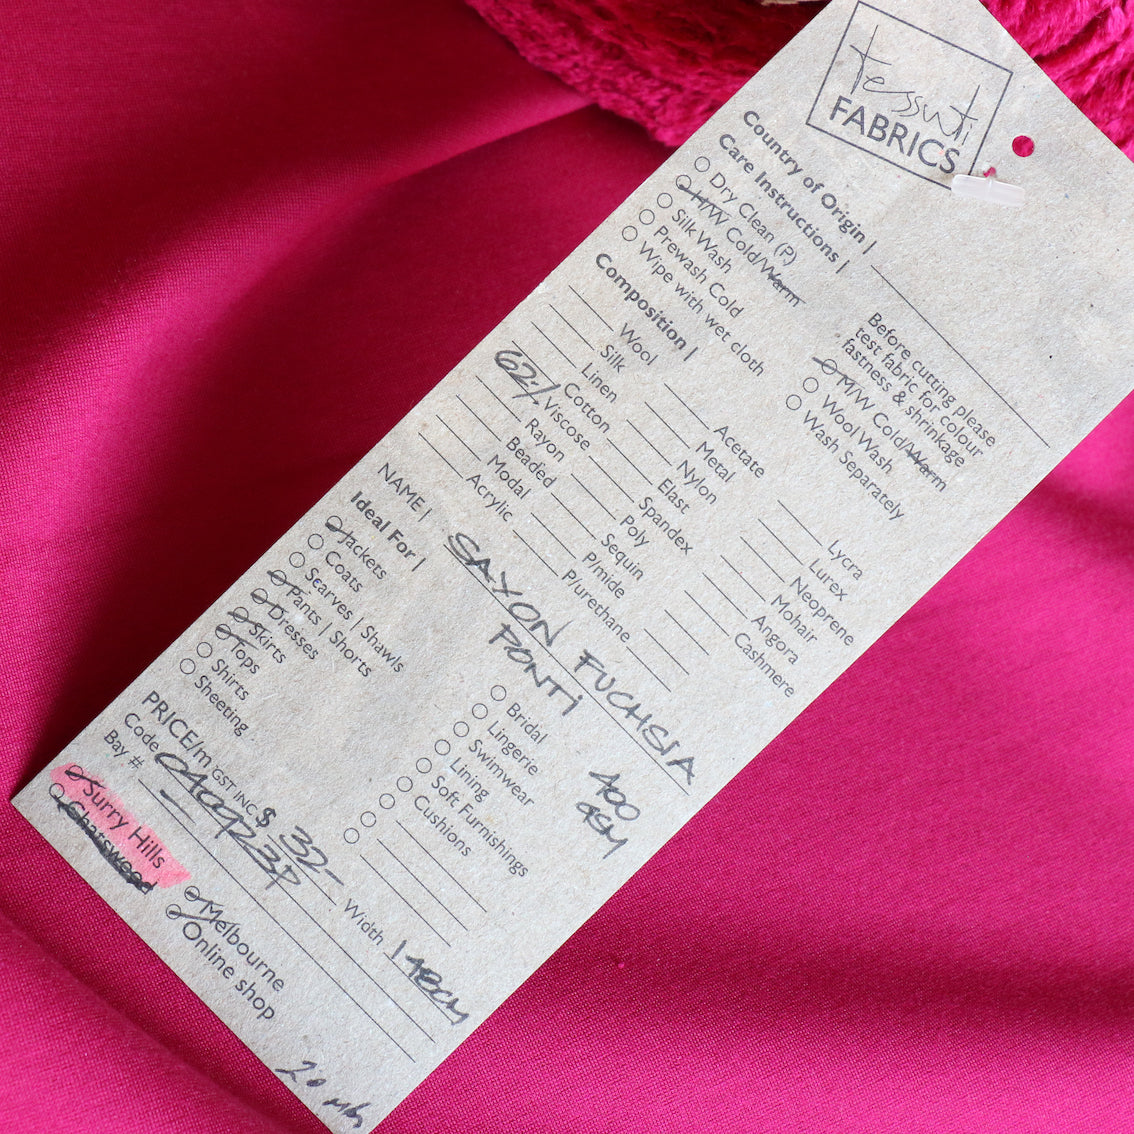 tessuti
FABRICS
Country of Origin |
Care Instructions |
Dry Clean (P)
H/W Cold/Warm
Silk Wash
Prewash Cold
Wipe with wet cloth
Before cutting please
test fabric for colour
fastness & shrinkage
M/W Cold/Warm
Wool Wash
Wash Separately
Composition |
Wool
Silk
Linen
Cotton
62% Viscose
Rayon
Beaded
Modal
Acrylic
Acetate
Metal
Nylon
Elast
Spandex
Poly
Sequin
P/mide
P/urethane
Lycra
Lurex
Neoprene
Mohair
Angora
Cashmere
NAME | SAXON FUCHSIA
PONTI
400
GSM
Ideal For |
Jackets
Coats
Scarves | Shawls
Pants | Shorts
Dresses
Skirts
Tops
Shirts
Sheeting
Bridal
Lingerie
Swimwear
Lining
Soft Furnishings
Cushions
PRICE/m GST INC $ 32-
Width 148cm
Code
Bay #
Surry Hills
Chatswood
Melbourne
Online shop